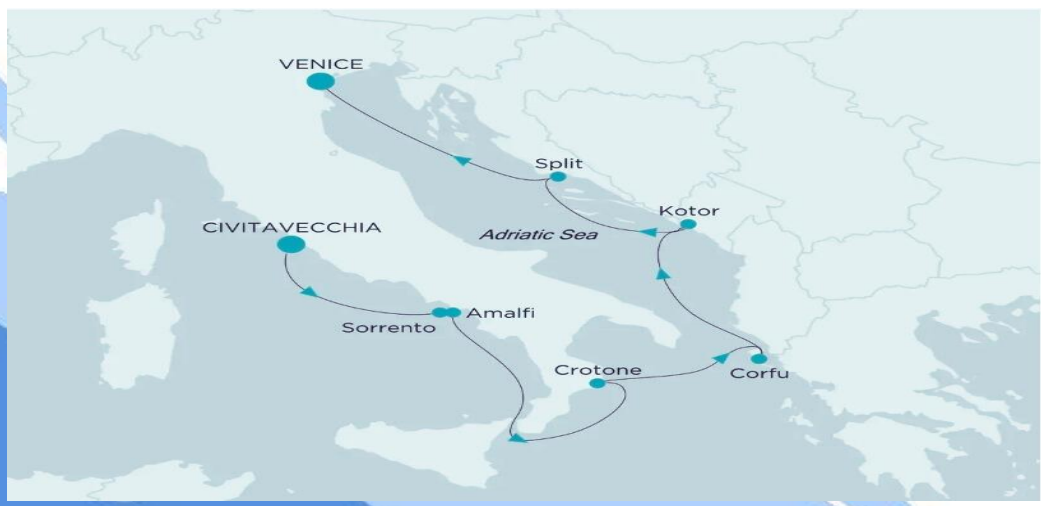 VENICE
Split
Kotor
CIVITAVECCHIA
Adriatic Sea
Amalfi
Sorrento
Crotone
Corfu